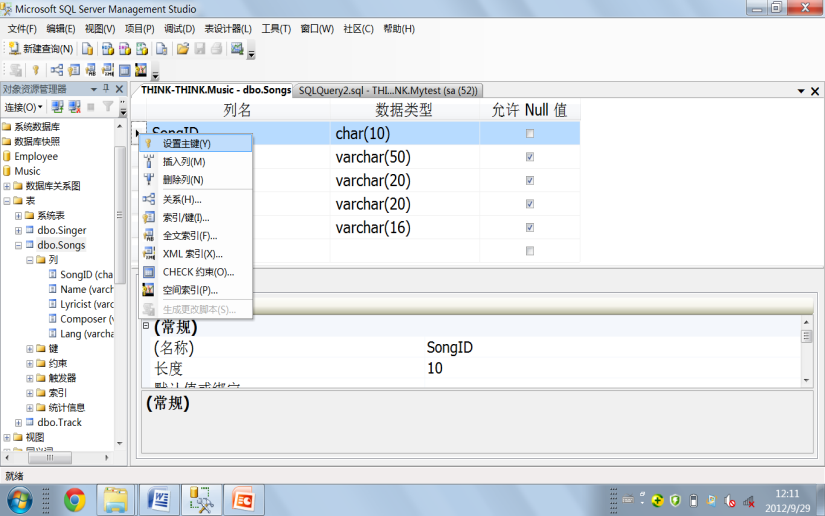 Microsoft SQL Server Management Studio
文件(F) 编辑(E) 视图(V) 项目(P) 调试(D) 表设计器(L) 工具(T) 窗口(W) 社区(C) 帮助(H)
新建查询(N)
对象资源管理器
连接(O)
系统数据库
数据库快照
Employee
Music
数据库关系图
表
系统表
dbo.Singer
dbo.Songs
列
SongID (cha
Name (varch
Lyricist (varc
Composer (
Lang (varcha
键
约束
触发器
索引
统计信息
dbo.Track
视图
THINK-THINK.Music - dbo.Songs SQLQuery2.sql - THI...NK.Mytest (sa (52))
列名 数据类型 允许 Null 值
SongID char(10)
varchar(50)
varchar(20)
varchar(20)
varchar(16)
设置主键(Y)
插入列(M)
删除列(N)
关系(H)...
索引/键(I)...
全文索引(F)...
XML 索引(X)...
CHECK 约束(O)...
空间索引(P)...
生成更改脚本(S)...
(常规)
(名称) SongID
长度 10
默认值或绑定
(常规)
就绪
12:11
2012/9/29